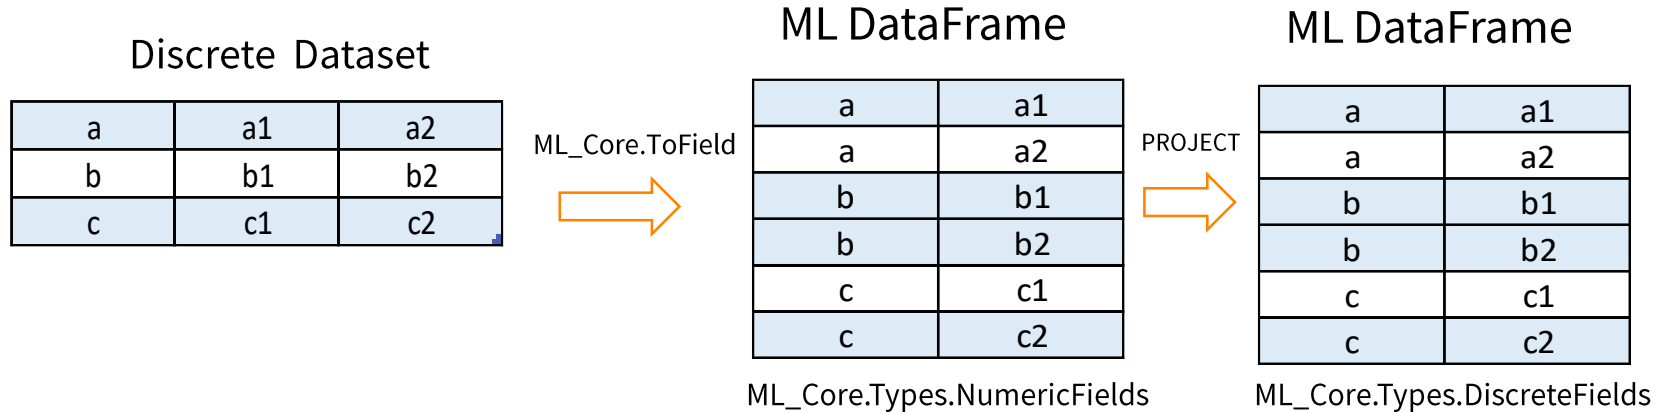 Discrete Dataset
a a1 a2
b b1 b2
c c1 c2
ML_Core.ToField
ML DataFrame
a a1
a a2
b b1
b b2
c c1
c c2
ML_Core.Types.NumericFields
PROJECT
ML DataFrame
a a1
a a2
b b1
b b2
c c1
c c2
ML_Core.Types.DiscreteFields